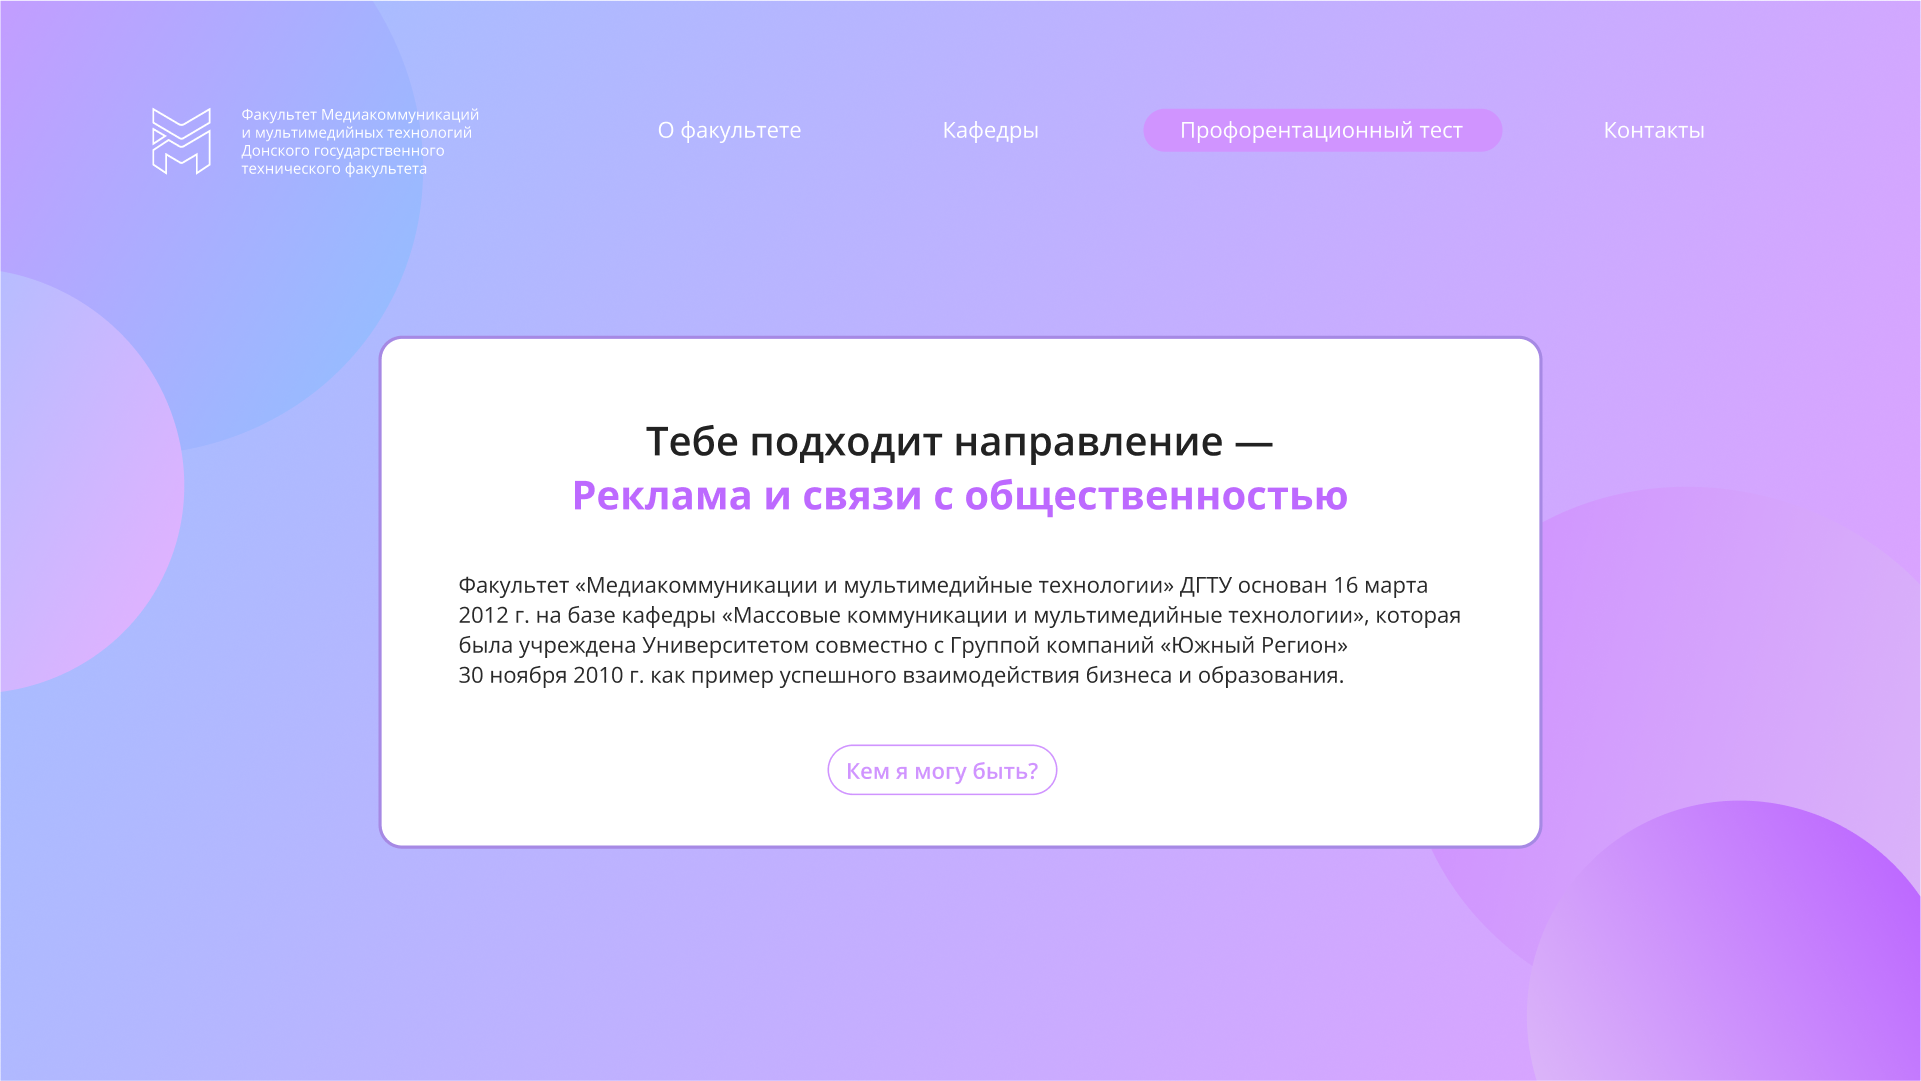 Факультет Медиакоммуникаций
и мультимедийных технологий
Донского государственного
технического факультета
О факультете
Кафедры
Профорентационный тест
Контакты
Тебе подходит направление —
Реклама и связи с общественностью
Факультет «Медиакоммуникации и мультимедийные технологии» ДГТУ основан 16 марта
2012 г. на базе кафедры «Массовые коммуникации и мультимедийные технологии», которая
была учреждена Университетом совместно с Группой компаний «Южный Регион»
30 ноября 2010 г. как пример успешного взаимодействия бизнеса и образования.
Кем я могу быть?